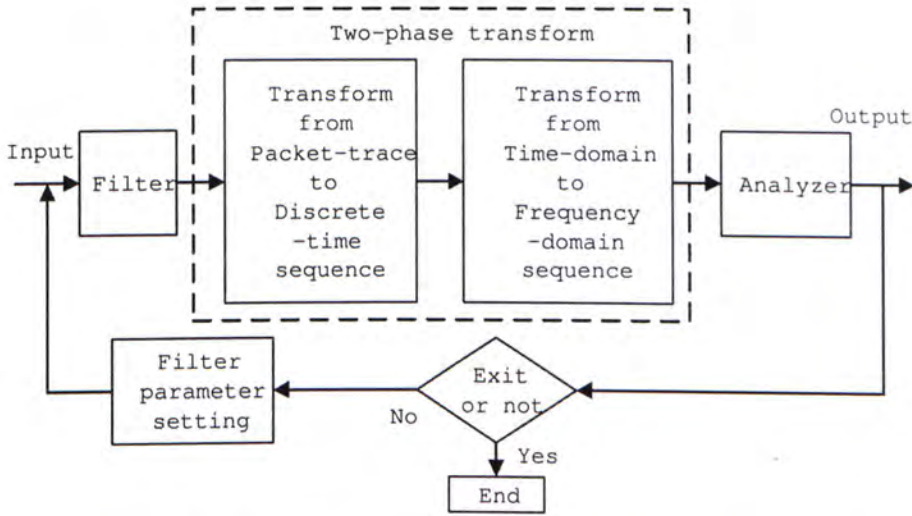 Two-phase transform
Input
Filter
Transform
from
Packet-trace
to
Discrete
-time
sequence
Transform
from
Time-domain
to
Frequency
-domain
sequence
Analyzer
Output
Filter
parameter
setting
No
Exit
or not
Yes
End